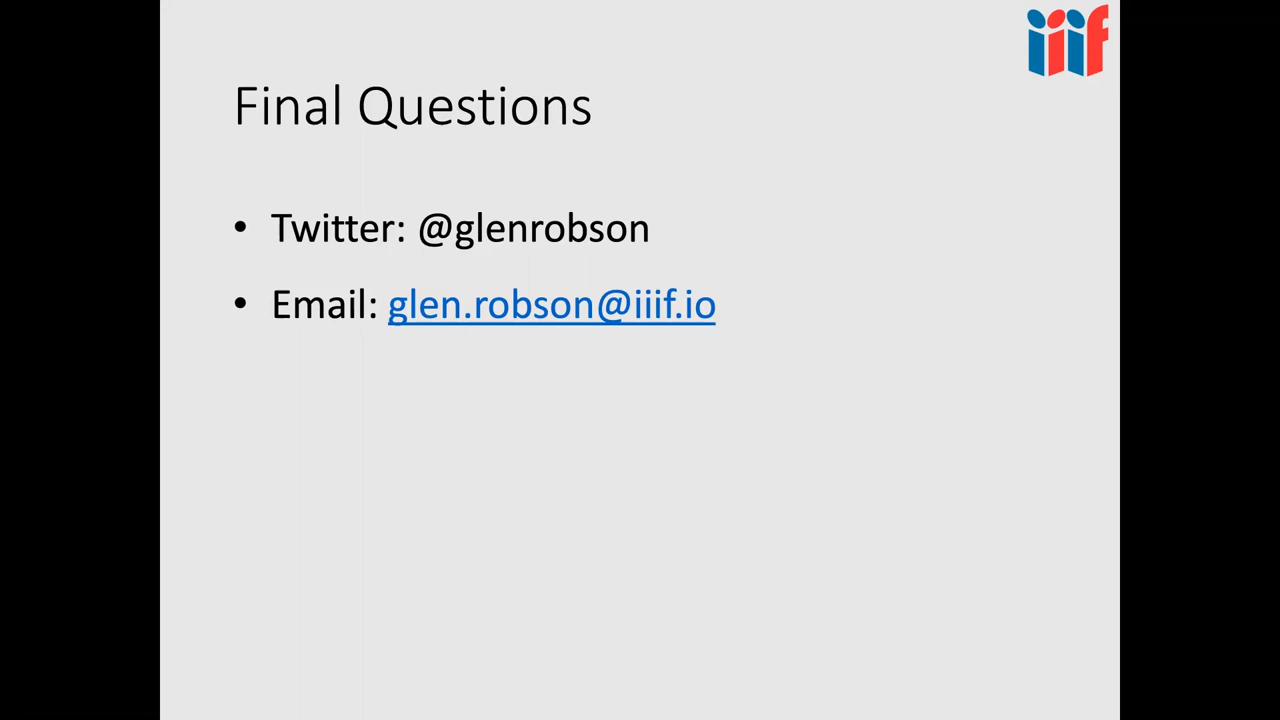 iiif
Final Questions
• Twitter: @glenrobson
• Email: glen.robson@iiif.io